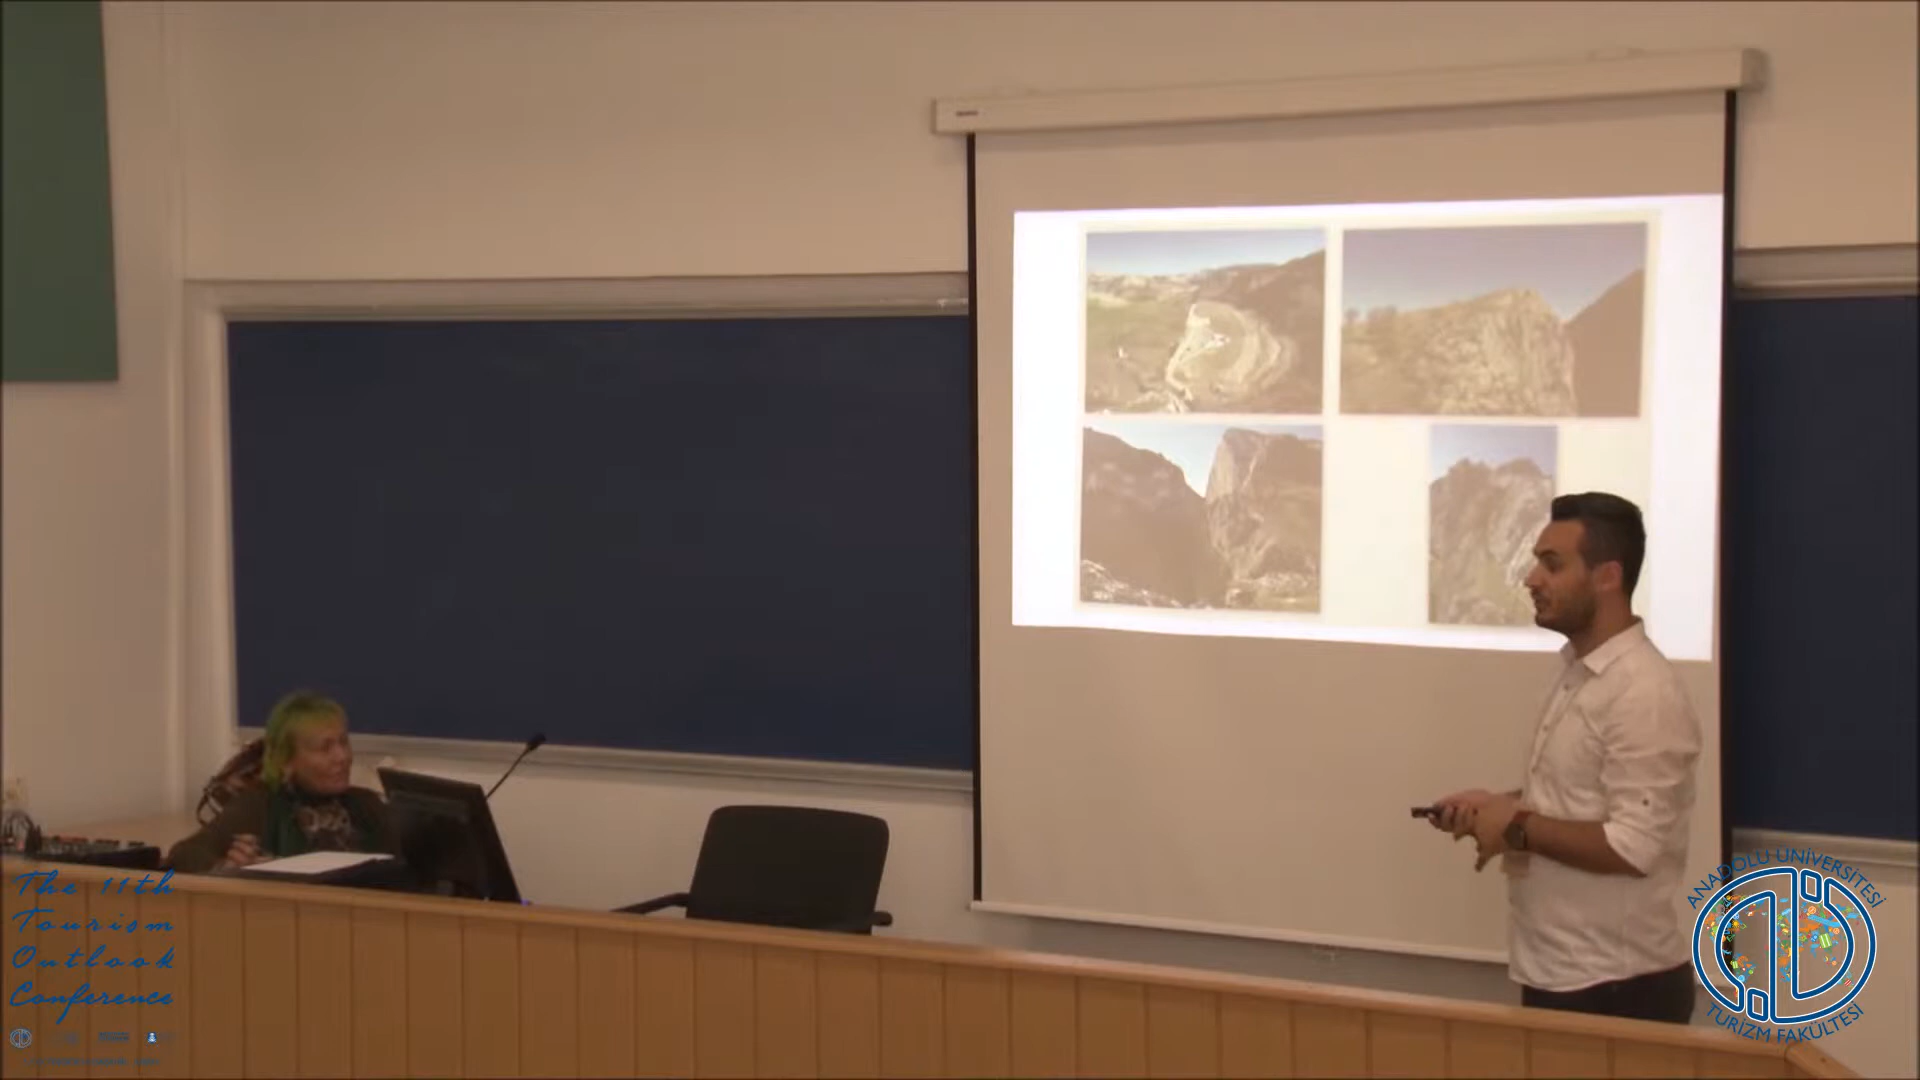 The 11th
Tourism
Outlook
Conference
ANADOLU ÜNİVERSİTESİ
TURİZM FAKÜLTESİ